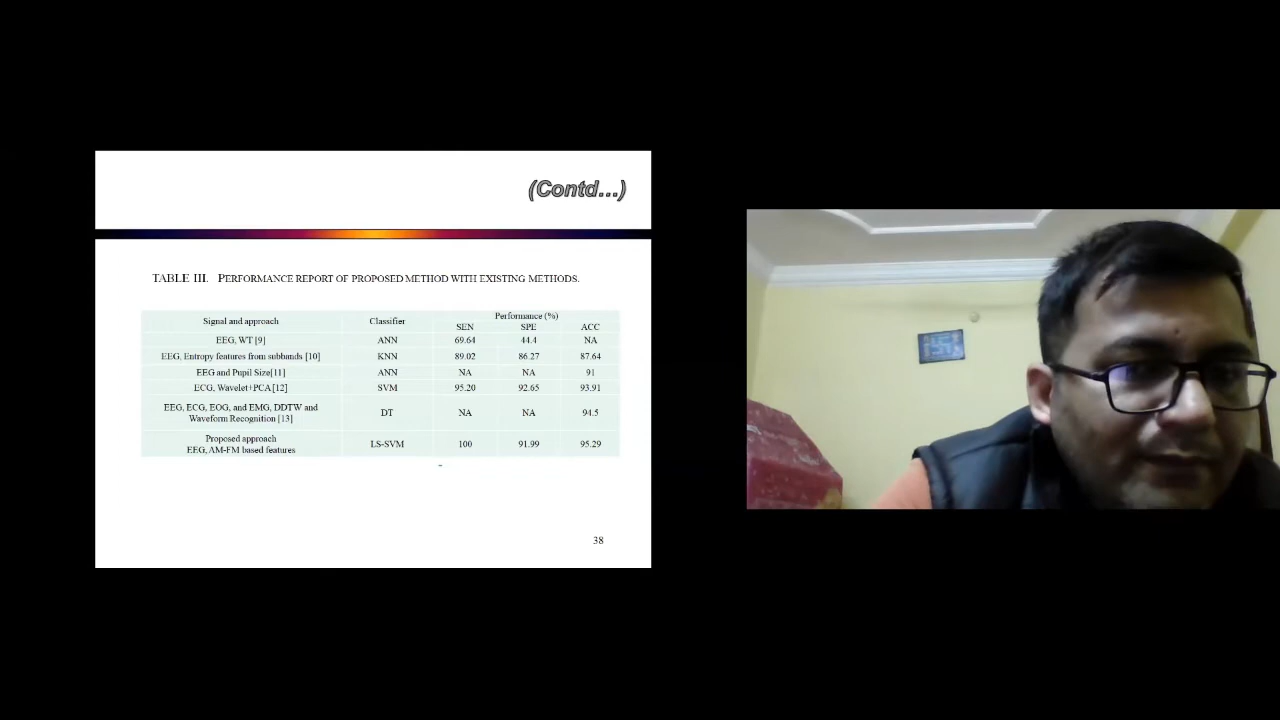 (Contd...)
TABLE III. PERFORMANCE REPORT OF PROPOSED METHOD WITH EXISTING METHODS.
Signal and approach Classifier Performance (%)
SEN SPE ACC
EEG, WT [9] ANN 69.64 44.4 NA
EEG, Entropy features from subbands [10] KNN 89.02 86.27 87.64
EEG and Pupil Size[11] ANN NA NA 91
ECG, Wavelet+PCA [12] SVM 95.20 92.65 93.91
EEG, ECG, EOG, and EMG, DDTW and
Waveform Recognition [13] DT NA NA 94.5
Proposed approach
EEG, AM-FM based features LS-SVM 100 91.99 95.29
38